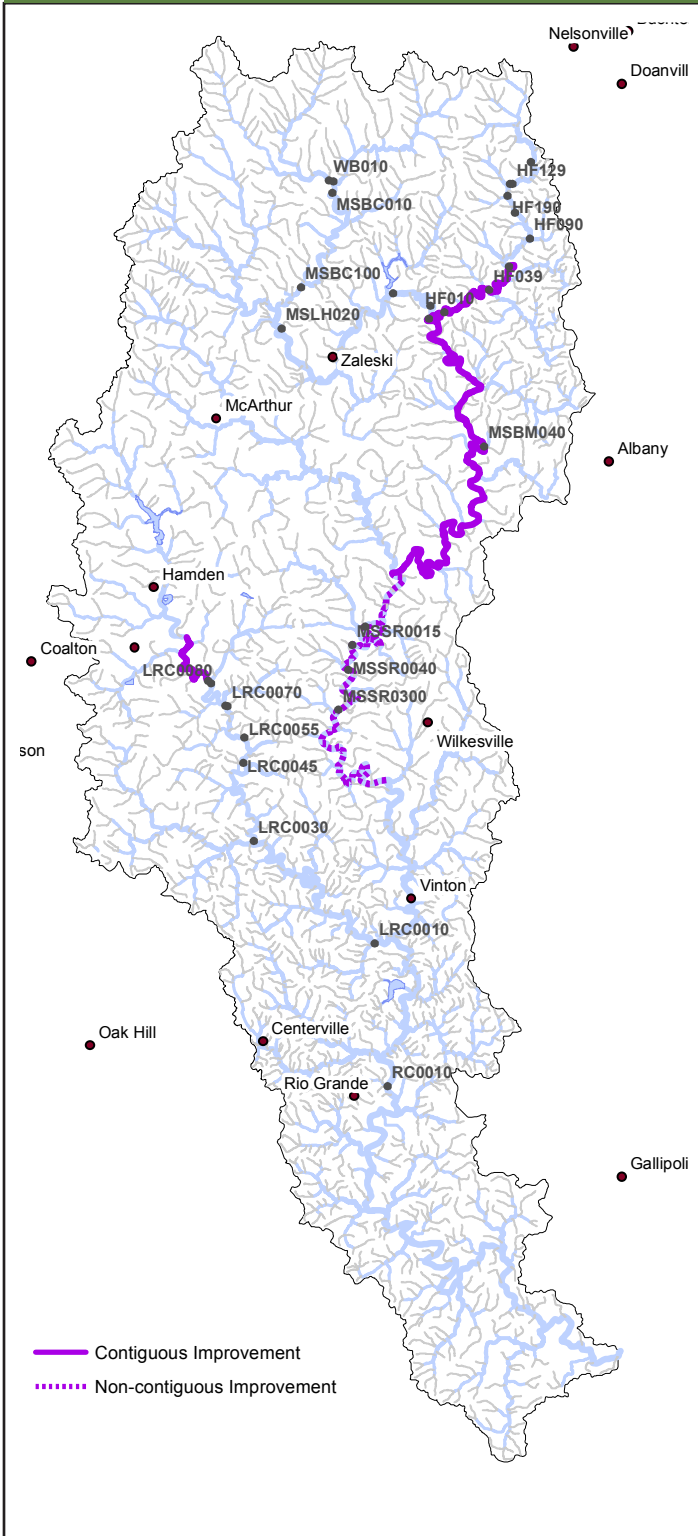 Nelsonville
Doanvill
WB010
HF129
MSBC010
HF190
HF090
MSBC100
HF039
HF010
MSLH020
Zaleski
McArthur
MSBM040
Albany
Hamden
MSSR0015
Coalton
MSSR0040
LRC0080
LRC0070
MSSR0300
LRC0055
Wilkesville
son
LRC0045
LRC0030
Vinton
LRC0010
Centerville
Oak Hill
RC0010
Rio Grande
Gallipoli
Contiguous Improvement
Non-contiguous Improvement